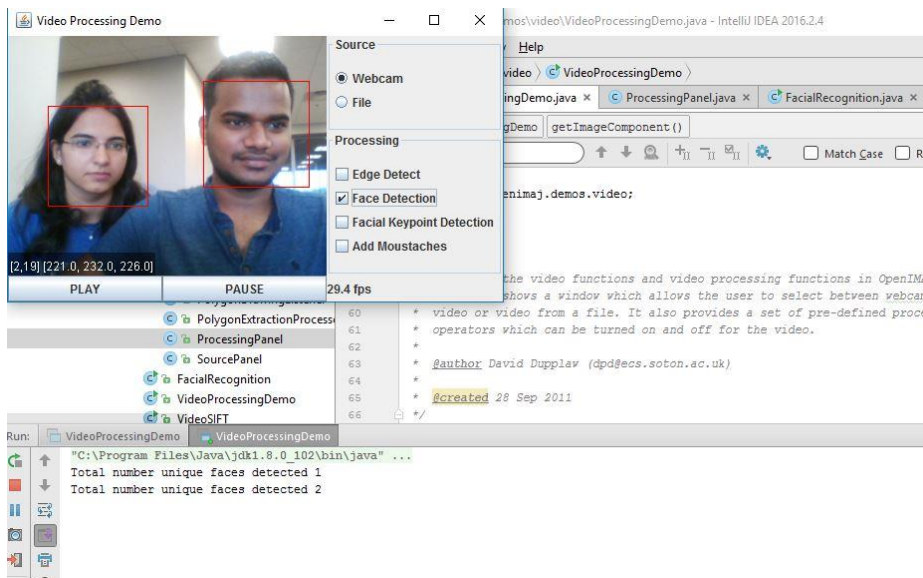 Video Processing Demo
Source
Webcam
File
Processing
Edge Detect
Face Detection
Facial Keypoint Detection
Add Moustaches
[2,19] [221.0, 232.0, 226.0]
PLAY PAUSE 29.4 fps
mos\video\VideoProcessingDemo.java - IntelliJ IDEA 2016.2.4
Help
video VideoProcessingDemo
ingDemo.java × ProcessingPanel.java × FacialRecognition.java ×
gDemo getImageComponent()
Match Case R
enimaj.demos.video;
the video functions and video processing functions in OpenIMA
shows a window which allows the user to select between webcam
60 * video or video from a file. It also provides a set of pre-defined proce
61 * operators which can be turned on and off for the video.
62 *
63 * @author David Dupplaw (dpd@ecs.soton.ac.uk)
64 *
65 * @created 28 Sep 2011
66 */
PolygonExtractionProcess
ProcessingPanel
SourcePanel
FacialRecognition
VideoProcessingDemo
VideoSIFT
Run: VideoProcessingDemo VideoProcessingDemo
"C:\Program Files\Java\jdk1.8.0_102\bin\java" ...
Total number unique faces detected 1
Total number unique faces detected 2